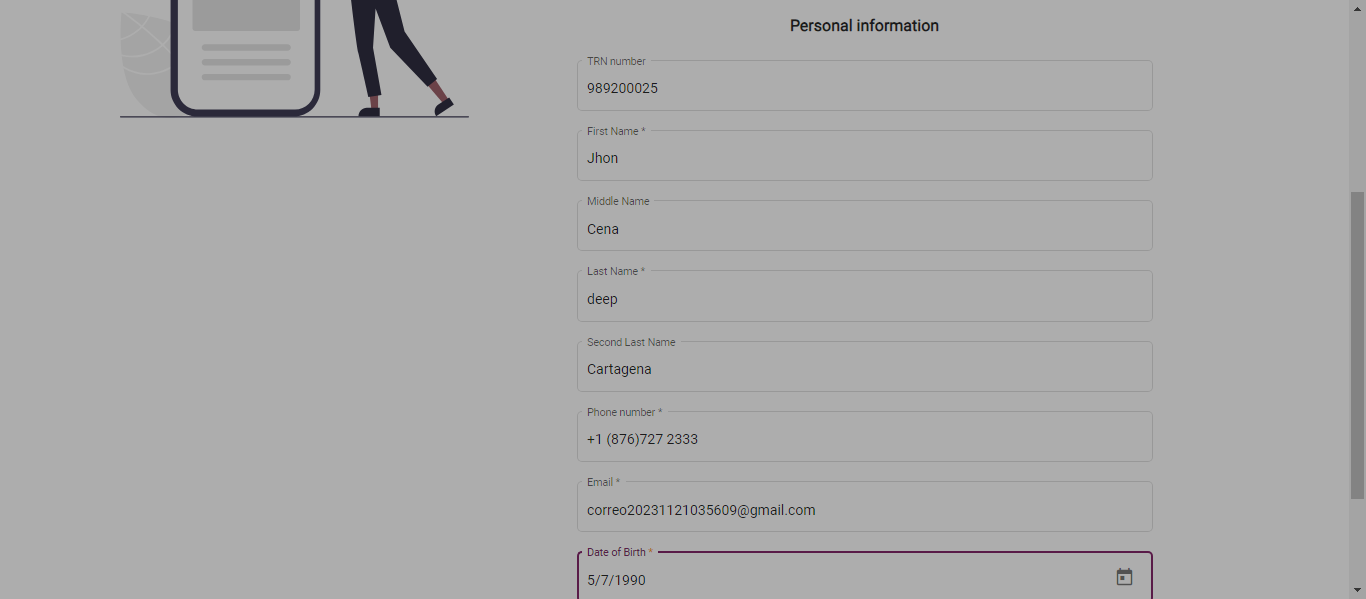 Personal information
TRN number
989200025
First Name *
Jhon
Middle Name
Cena
Last Name *
deep
Second Last Name
Cartagena
Phone number *
+1 (876)727 2333
Email *
correo20231121035609@gmail.com
Date of Birth *
5/7/1990